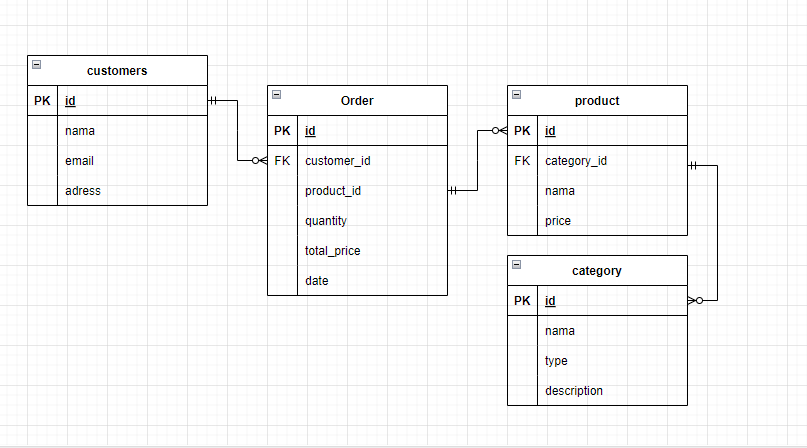 customers
PK id
nama
email
adress
Order
PK id
FK customer_id
product_id
quantity
total_price
date
product
PK id
FK category_id
nama
price
category
PK id
nama
type
description